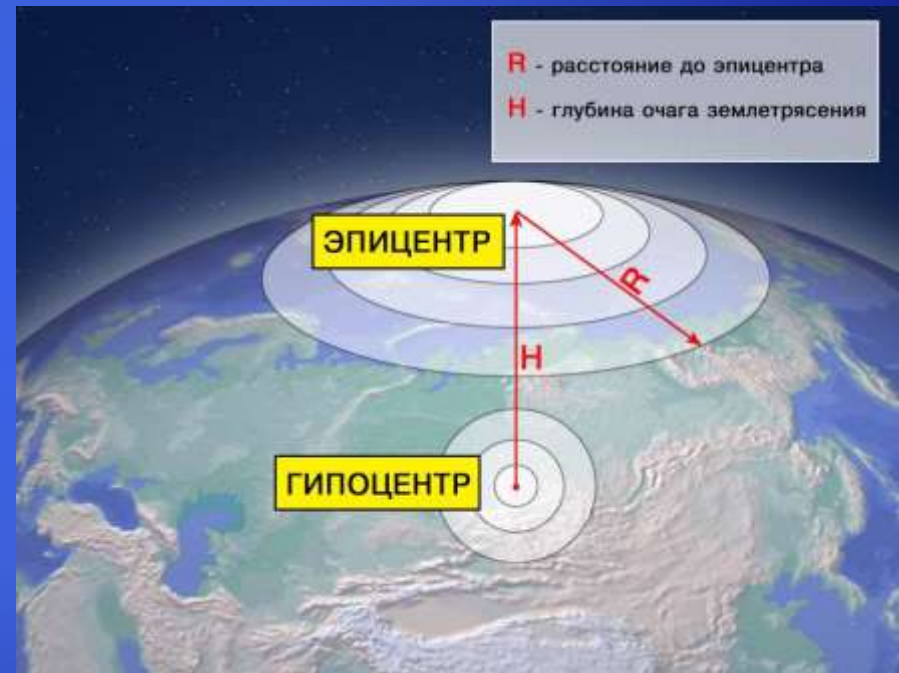 R - расстояние до эпицентра
H - глубина очага землетрясения
ЭПИЦЕНТР
R
H
ГИПОЦЕНТР